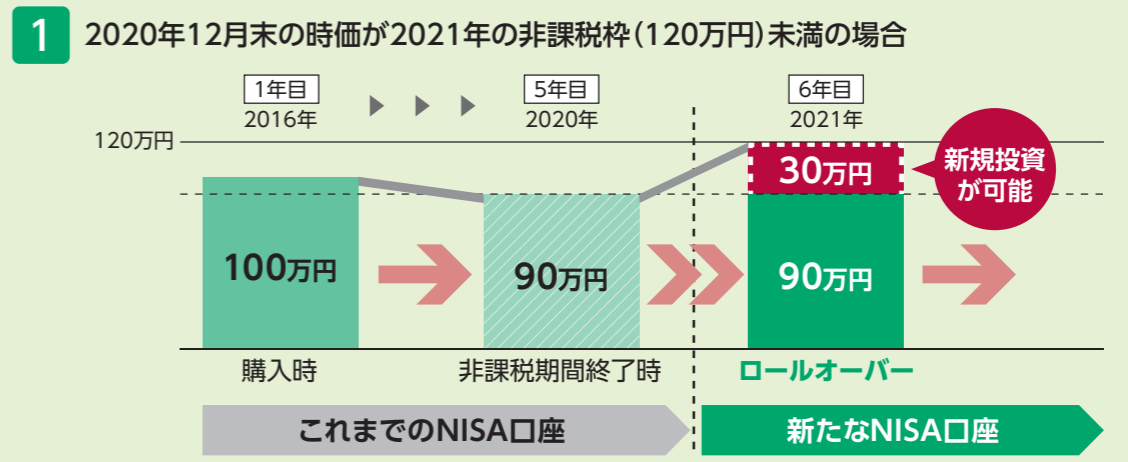 1 2020年12月末の時価が2021年の非課税枠(120万円)未満の場合
1年目
2016年
5年目
2020年
6年目
2021年
120万円
30万円
新規投資
が可能
100万円
90万円
90万円
購入時
非課税期間終了時
ロールオーバー
これまでのNISA口座
新たなNISA口座